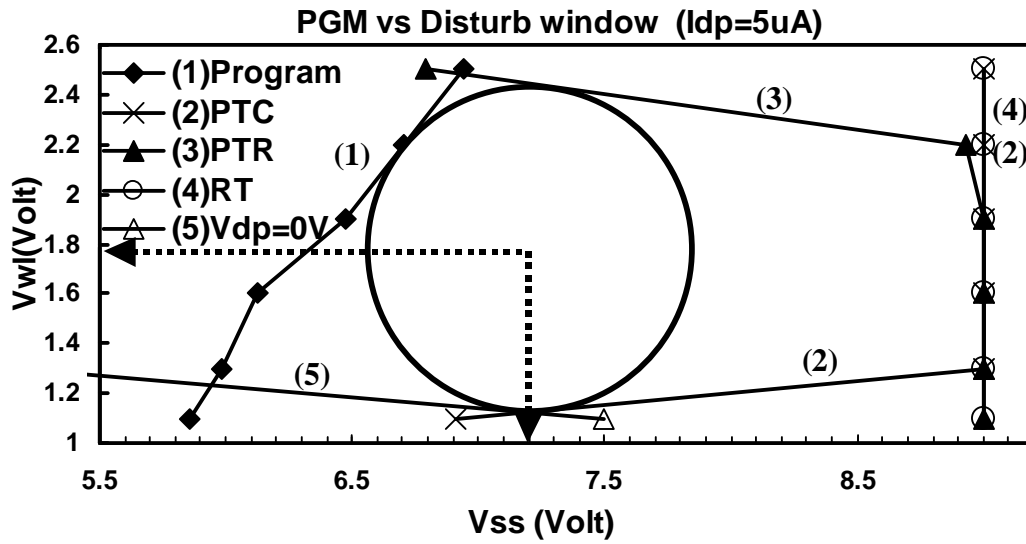 PGM vs Disturb window (Idp=5uA)
2.6
2.4
2.2
2
1.8
1.6
1.4
1.2
1
Vwl(Volt)
(1)Program
(2)PTC
(3)PTR
(4)RT
(5)Vdp=0V
(1)
(3)
(4)
(2)
(5)
(2)
5.5
6.5
7.5
8.5
Vss (Volt)